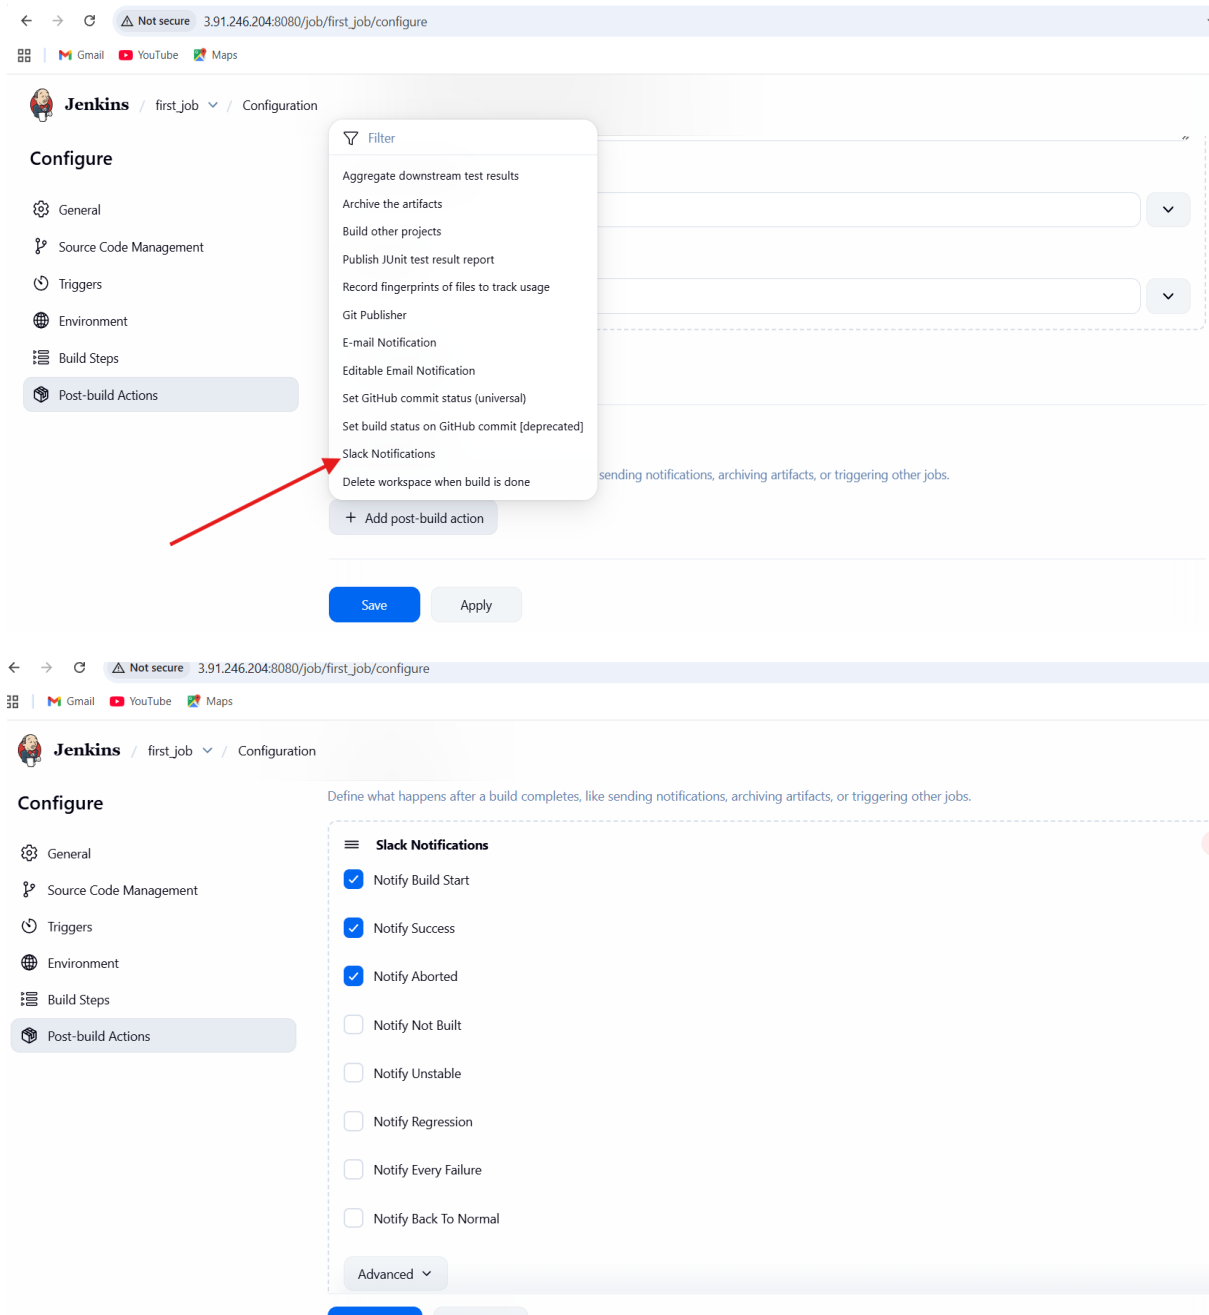 Not secure 3.91.246.204:8080/job/first_job/configure
Gmail YouTube Maps
Jenkins / first_job / Configuration
Filter
Configure
Aggregate downstream test results
Archive the artifacts
General
Build other projects
Source Code Management
Publish JUnit test result report
Triggers
Record fingerprints of files to track usage
Git Publisher
Environment
E-mail Notification
Build Steps
Editable Email Notification
Post-build Actions
Set GitHub commit status (universal)
Set build status on GitHub commit [deprecated]
Slack Notifications
sending notifications, archiving artifacts, or triggering other jobs.
Delete workspace when build is done
+ Add post-build action
Save Apply
Not secure 3.91.246.204:8080/job/first_job/configure
Gmail YouTube Maps
Jenkins / first_job / Configuration
Configure
Define what happens after a build completes, like sending notifications, archiving artifacts, or triggering other jobs.
Slack Notifications
General
Notify Build Start
Source Code Management
Triggers
Notify Success
Environment
Notify Aborted
Build Steps
Notify Not Built
Post-build Actions
Notify Unstable
Notify Regression
Notify Every Failure
Notify Back To Normal
Advanced